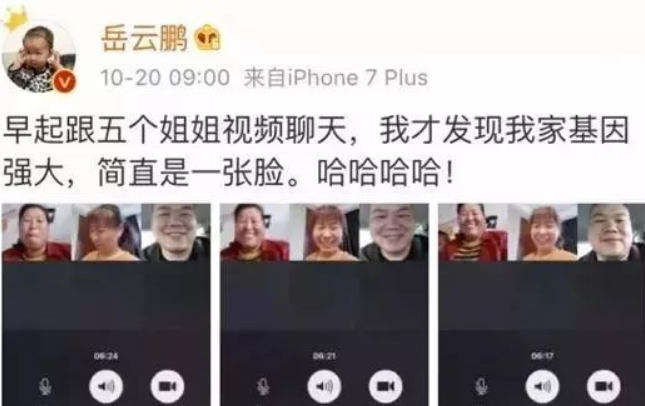 岳云鹏
10-20 09:00 来自iPhone 7 Plus
早起跟五个姐姐视频聊天，我才发现我家基因
强大，简直是一张脸。哈哈哈哈！
06:24
06:21
06:17